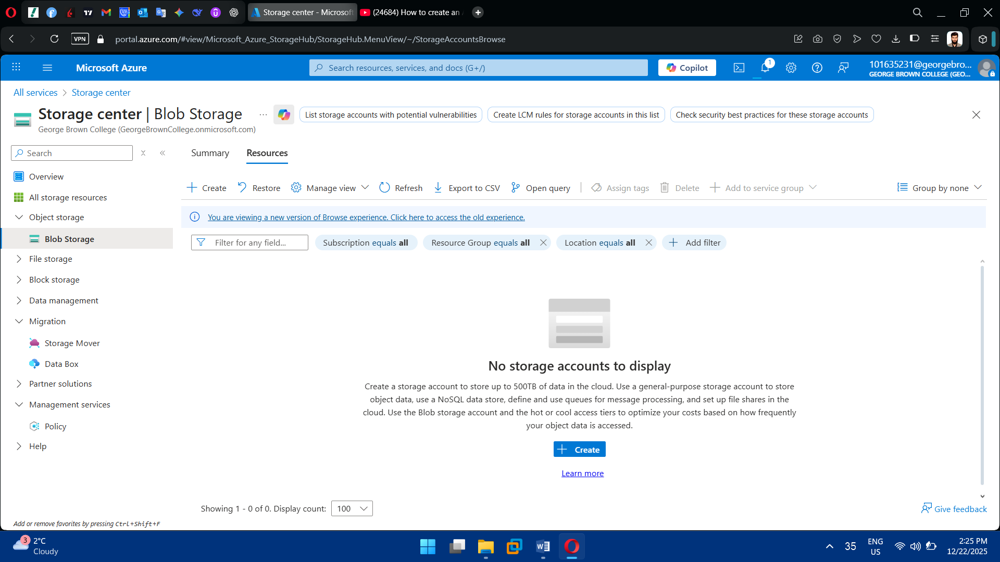 Storage center - Microsoft
(24684) How to create an
VPN
portal.azure.com/#view/Microsoft_Azure_StorageHub/StorageHub.MenuView/~/StorageAccountsBrowse
Microsoft Azure
Search resources, services, and docs (G+/)
Copilot
1
101635231@georgebro...
GEORGE BROWN COLLEGE (GEO...
All services > Storage center
Storage center | Blob Storage
...
List storage accounts with potential vulnerabilities
Create LCM rules for storage accounts in this list
Check security best practices for these storage accounts
George Brown College (GeorgeBrownCollege.onmicrosoft.com)
Search
Summary
Resources
Overview
All storage resources
Object storage
Blob Storage
File storage
Block storage
Data management
Migration
Storage Mover
Data Box
Partner solutions
Management services
Policy
Help
Create
Restore
Manage view
Refresh
Export to CSV
Open query
Assign tags
Delete
Add to service group
Group by none
You are viewing a new version of Browse experience. Click here to access the old experience.
Filter for any field...
Subscription equals all
Resource Group equals all
Location equals all
Add filter
No storage accounts to display
Create a storage account to store up to 500TB of data in the cloud. Use a general-purpose storage account to store
object data, use a NoSQL data store, define and use queues for message processing, and set up file shares in the
cloud. Use the Blob storage account and the hot or cool access tiers to optimize your costs based on how frequently
your object data is accessed.
Create
Learn more
Showing 1 - 0 of 0. Display count: 100
Give feedback
Add or remove favorites by pressing Ctrl+Shift+F
3
2°C
Cloudy
35
ENG
US
2:25 PM
12/22/2025